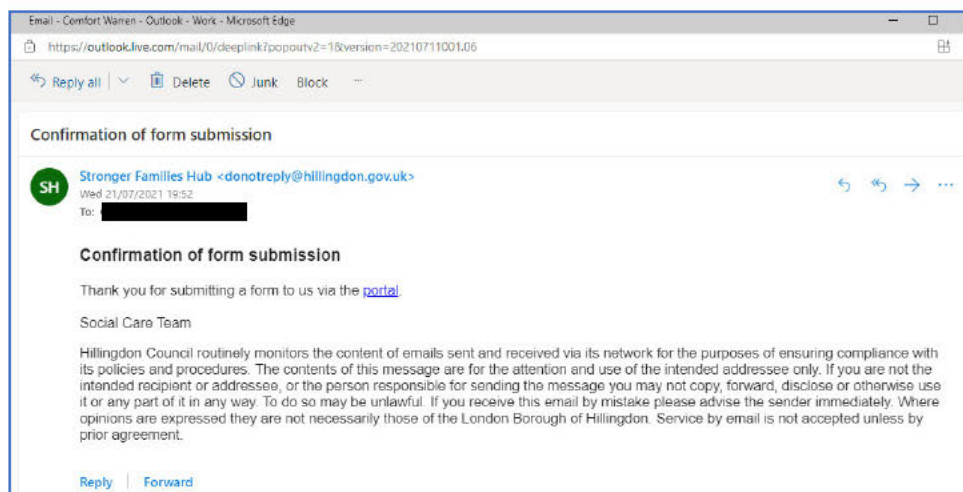 Email - Comfort Warren - Outlook - Work - Microsoft Edge
https://outlook.live.com/mail/0/deeplink?popoutv2=1&version=20210711001.06
Reply all Delete Junk Block ...
Confirmation of form submission
SH
Stronger Families Hub <donotreply@hillingdon.gov.uk>
Wed 21/07/2021 19:52
To:
Confirmation of form submission
Thank you for submitting a form to us via the portal.
Social Care Team
Hillingdon Council routinely monitors the content of emails sent and received via its network for the purposes of ensuring compliance with
its policies and procedures. The contents of this message are for the attention and use of the intended addressee only. If you are not the
intended recipient or addressee, or the person responsible for sending the message you may not copy, forward, disclose or otherwise use
it or any part of it in any way. To do so may be unlawful. If you receive this email by mistake please advise the sender immediately. Where
opinions are expressed they are not necessarily those of the London Borough of Hillingdon. Service by email is not accepted unless by
prior agreement.
Reply Forward